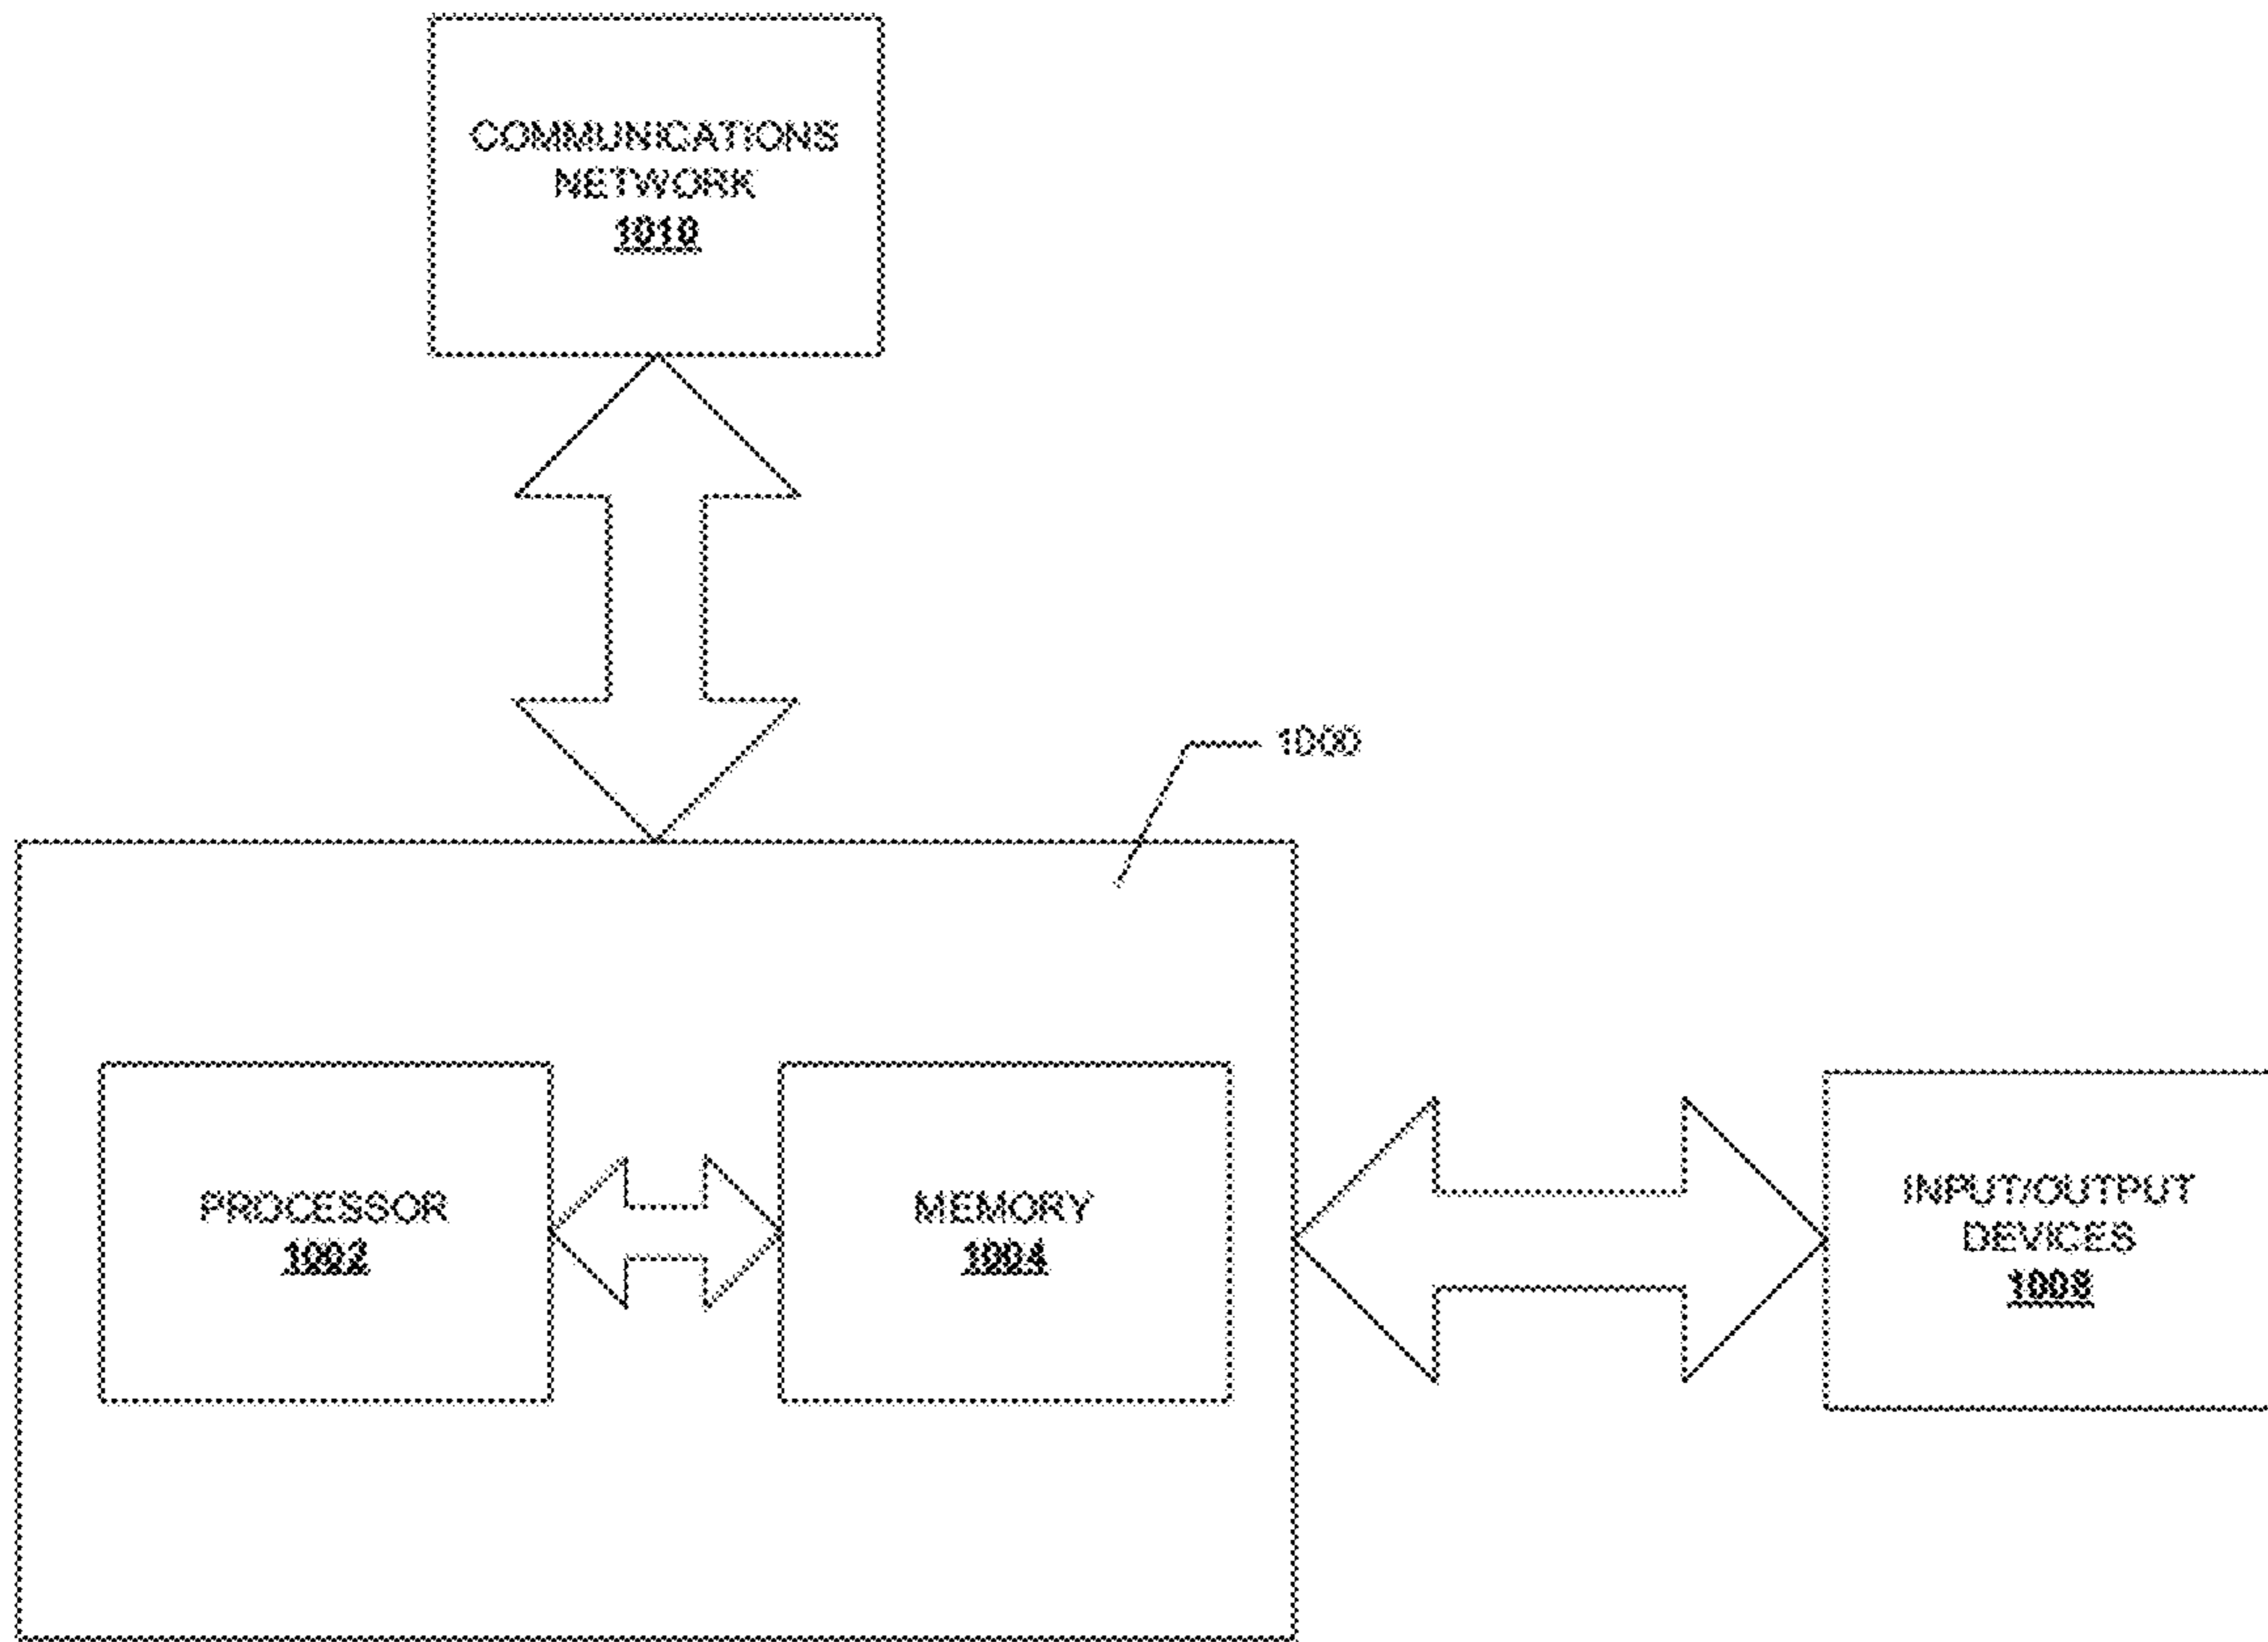 COMMUNICATIONS
NETWORK
1010
1000
PROCESSOR
1002
MEMORY
1004
INPUT/OUTPUT
DEVICES
1008